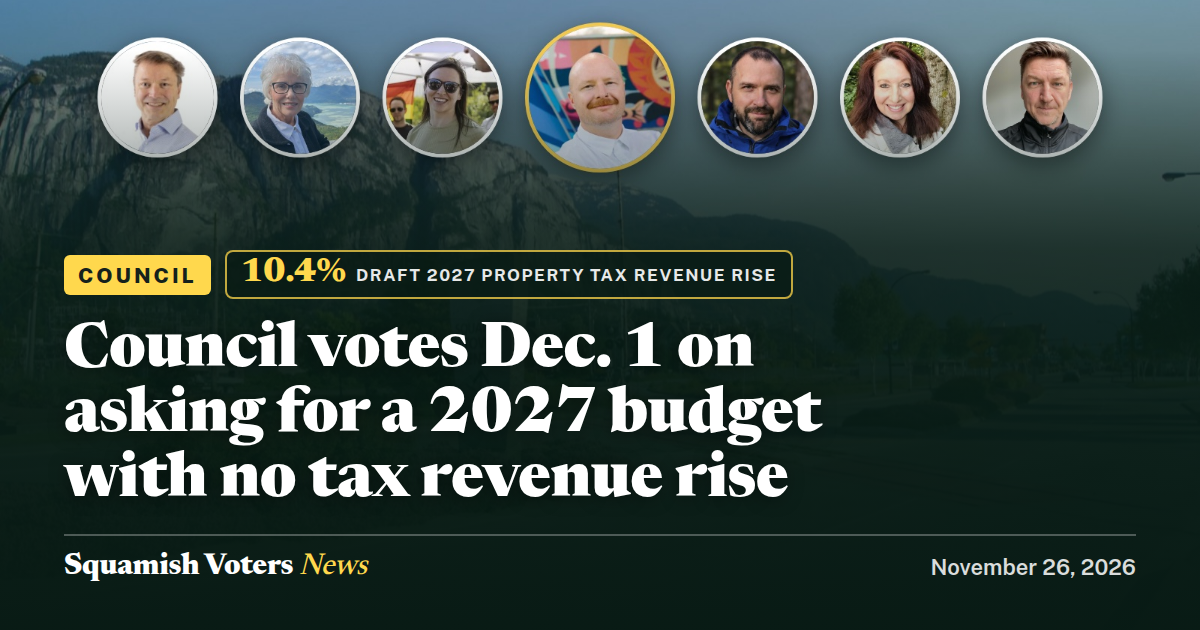 COUNCIL
10.4% DRAFT 2027 PROPERTY TAX REVENUE RISE
Council votes Dec. 1 on
asking for a 2027 budget
with no tax revenue rise
Squamish Voters News
November 26, 2026